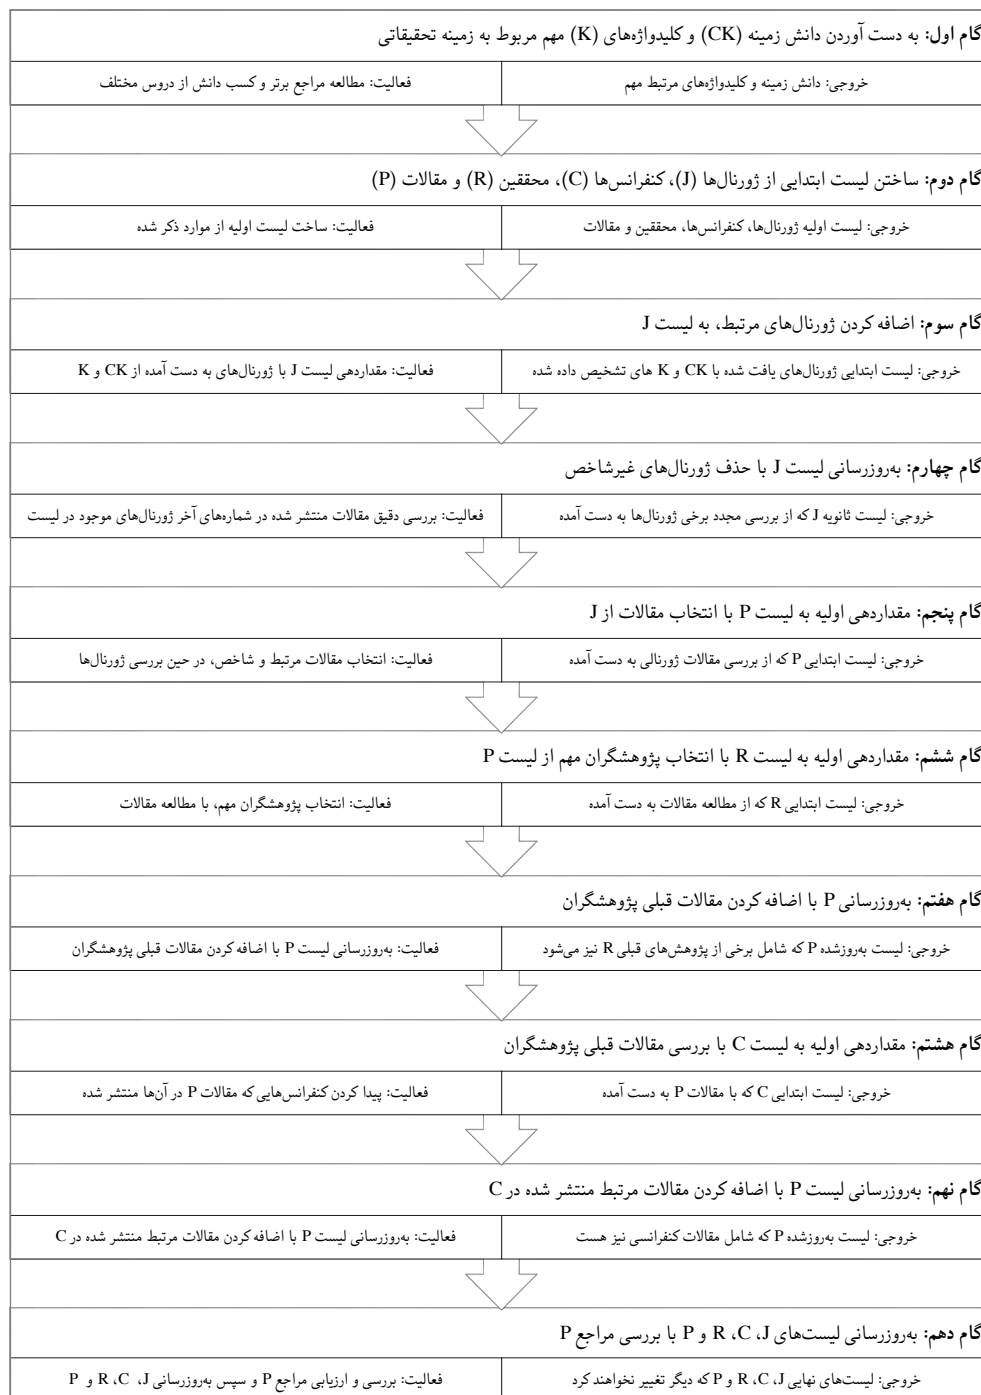 گام اول: به دست آوردن دانش زمینه (CK) و کلیدواژه‌های (K) مهم مربوط به زمینه تحقیقاتی
خروجی: دانش زمینه و کلیدواژه‌های مرتبط مهم
فعالیت: مطالعه مراجع برتر و کسب دانش از دروس مختلف
گام دوم: ساختن لیست ابتدایی از ژورنال‌ها (J)، کنفرانس‌ها (C)، محققین (R) و مقالات (P)
خروجی: لیست اولیه ژورنال‌ها، کنفرانس‌ها، محققین و مقالات
فعالیت: ساخت لیست اولیه از موارد ذکر شده
گام سوم: اضافه کردن ژورنال‌های مرتبط، به لیست J
خروجی: لیست ابتدایی ژورنال‌های یافت شده با CK و K های تشخیص داده شده
فعالیت: مقداردهی لیست J با ژورنال‌های به دست آمده از CK و K
گام چهارم: به‌روزرسانی لیست J با حذف ژورنال‌های غیرشاخص
خروجی: لیست ثانویه J که از بررسی مجدد برخی ژورنال‌ها به دست آمده
فعالیت: بررسی دقیق مقالات منتشر شده در شماره‌های آخر ژورنال‌های موجود در لیست
گام پنجم: مقداردهی اولیه به لیست P با انتخاب مقالات از J
خروجی: لیست ابتدایی P که از بررسی مقالات ژورنالی به دست آمده
فعالیت: انتخاب مقالات مرتبط و شاخص، در حین بررسی ژورنال‌ها
گام ششم: مقداردهی اولیه به لیست R با انتخاب پژوهشگران مهم از لیست P
خروجی: لیست ابتدایی R که از مطالعه مقالات به دست آمده
فعالیت: انتخاب پژوهشگران مهم، با مطالعه مقالات
گام هفتم: به‌روزرسانی P با اضافه کردن مقالات قبلی پژوهشگران
خروجی: لیست به‌روزشده P که شامل برخی از پژوهش‌های قبلی R نیز می‌شود
فعالیت: به‌روزرسانی لیست P با اضافه کردن مقالات قبلی پژوهشگران
گام هشتم: مقداردهی اولیه به لیست C با بررسی مقالات قبلی پژوهشگران
خروجی: لیست ابتدایی C که با مقالات P به دست آمده
فعالیت: پیدا کردن کنفرانس‌هایی که مقالات P در آن‌ها منتشر شده
گام نهم: به‌روزرسانی لیست P با اضافه کردن مقالات مرتبط منتشر شده در C
خروجی: لیست به‌روزشده P که شامل مقالات کنفرانسی نیز هست
فعالیت: به‌روزرسانی لیست P با اضافه کردن مقالات مرتبط منتشر شده در C
گام دهم: به‌روزرسانی لیست‌های J، C، R و P با بررسی مراجع P
خروجی: لیست‌های نهایی J، C، R و P که دیگر تغییر نخواهند کرد
فعالیت: بررسی و ارزیابی مراجع P و سپس به‌روزرسانی J، C، R و P